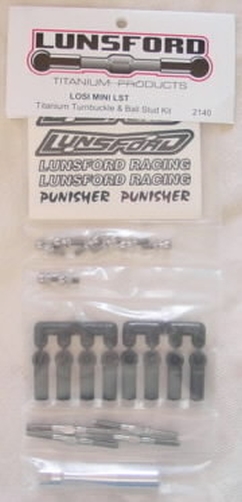 LUNSFORD
TITANIUM PRODUCTS
LOSI MINI LST
Titanium Turnbuckle & Ball Stud Kit 2140
LUNSFORD
LUNSFORD RACING
LUNSFORD RACING
PUNISHER PUNISHER